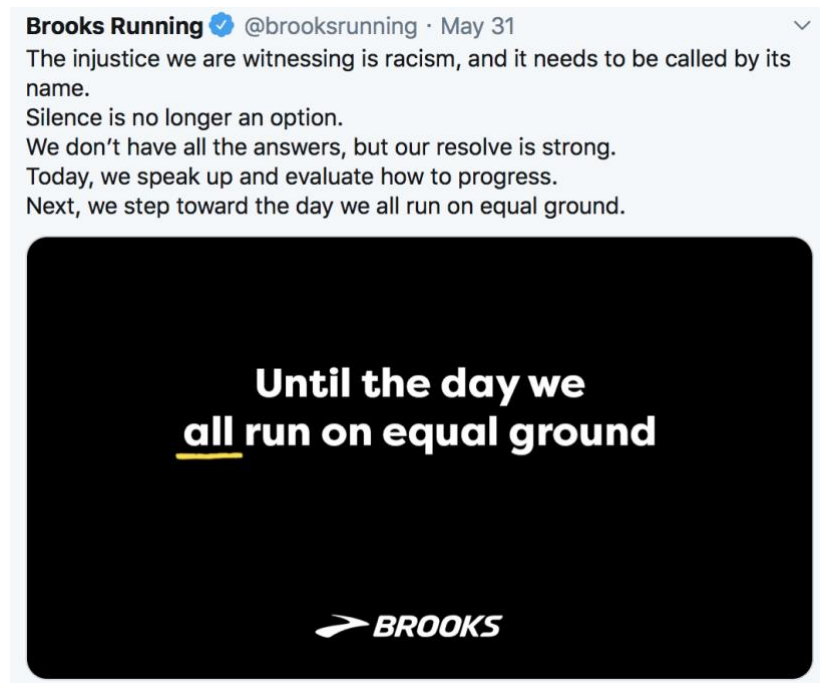 Brooks Running @brooksrunning · May 31
The injustice we are witnessing is racism, and it needs to be called by its
name.
Silence is no longer an option.
We don't have all the answers, but our resolve is strong.
Today, we speak up and evaluate how to progress.
Next, we step toward the day we all run on equal ground.
Until the day we
all run on equal ground
BROOKS